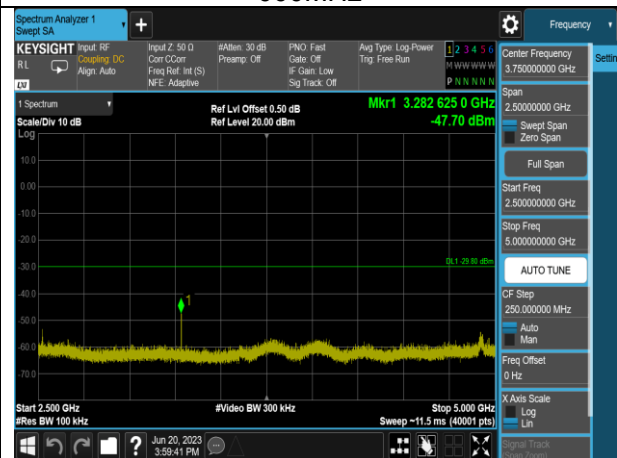 Spectrum Analyzer 1
Swept SA
Frequency
KEYSIGHT
RL
Input: RF
Coupling: DC
Align: Auto
Input Z: 50 Ω
Corr CCorr
Freq Ref: Int (S)
NFE: Adaptive
#Atten: 30 dB
Preamp: Off
PNO: Fast
Gate: Off
IF Gain: Low
Sig Track: Off
Avg Type: Log-Power
Trig: Free Run
1 2 3 4 5 6
M W W W W W
P N N N N N
1 Spectrum
Scale/Div 10 dB
Ref Lvl Offset 0.50 dB
Ref Level 20.00 dBm
Mkr1 3.282 625 0 GHz
-47.70 dBm
Log
10.0
0.00
-10.0
-20.0
-30.0
-40.0
-50.0
-60.0
-70.0
DL1 -29.80 dBm
1
Start 2.500 GHz
#Res BW 100 kHz
#Video BW 300 kHz
Stop 5.000 GHz
Sweep ~11.5 ms (40001 pts)
Jun 20, 2023
3:59:41 PM
Center Frequency
3.750000000 GHz
Settin
Span
2.50000000 GHz
Swept Span
Zero Span
Full Span
Start Freq
2.500000000 GHz
Stop Freq
5.000000000 GHz
AUTO TUNE
CF Step
250.000000 MHz
Auto
Man
Freq Offset
0 Hz
X Axis Scale
Log
Lin
Signal Track
(Span Zoom)